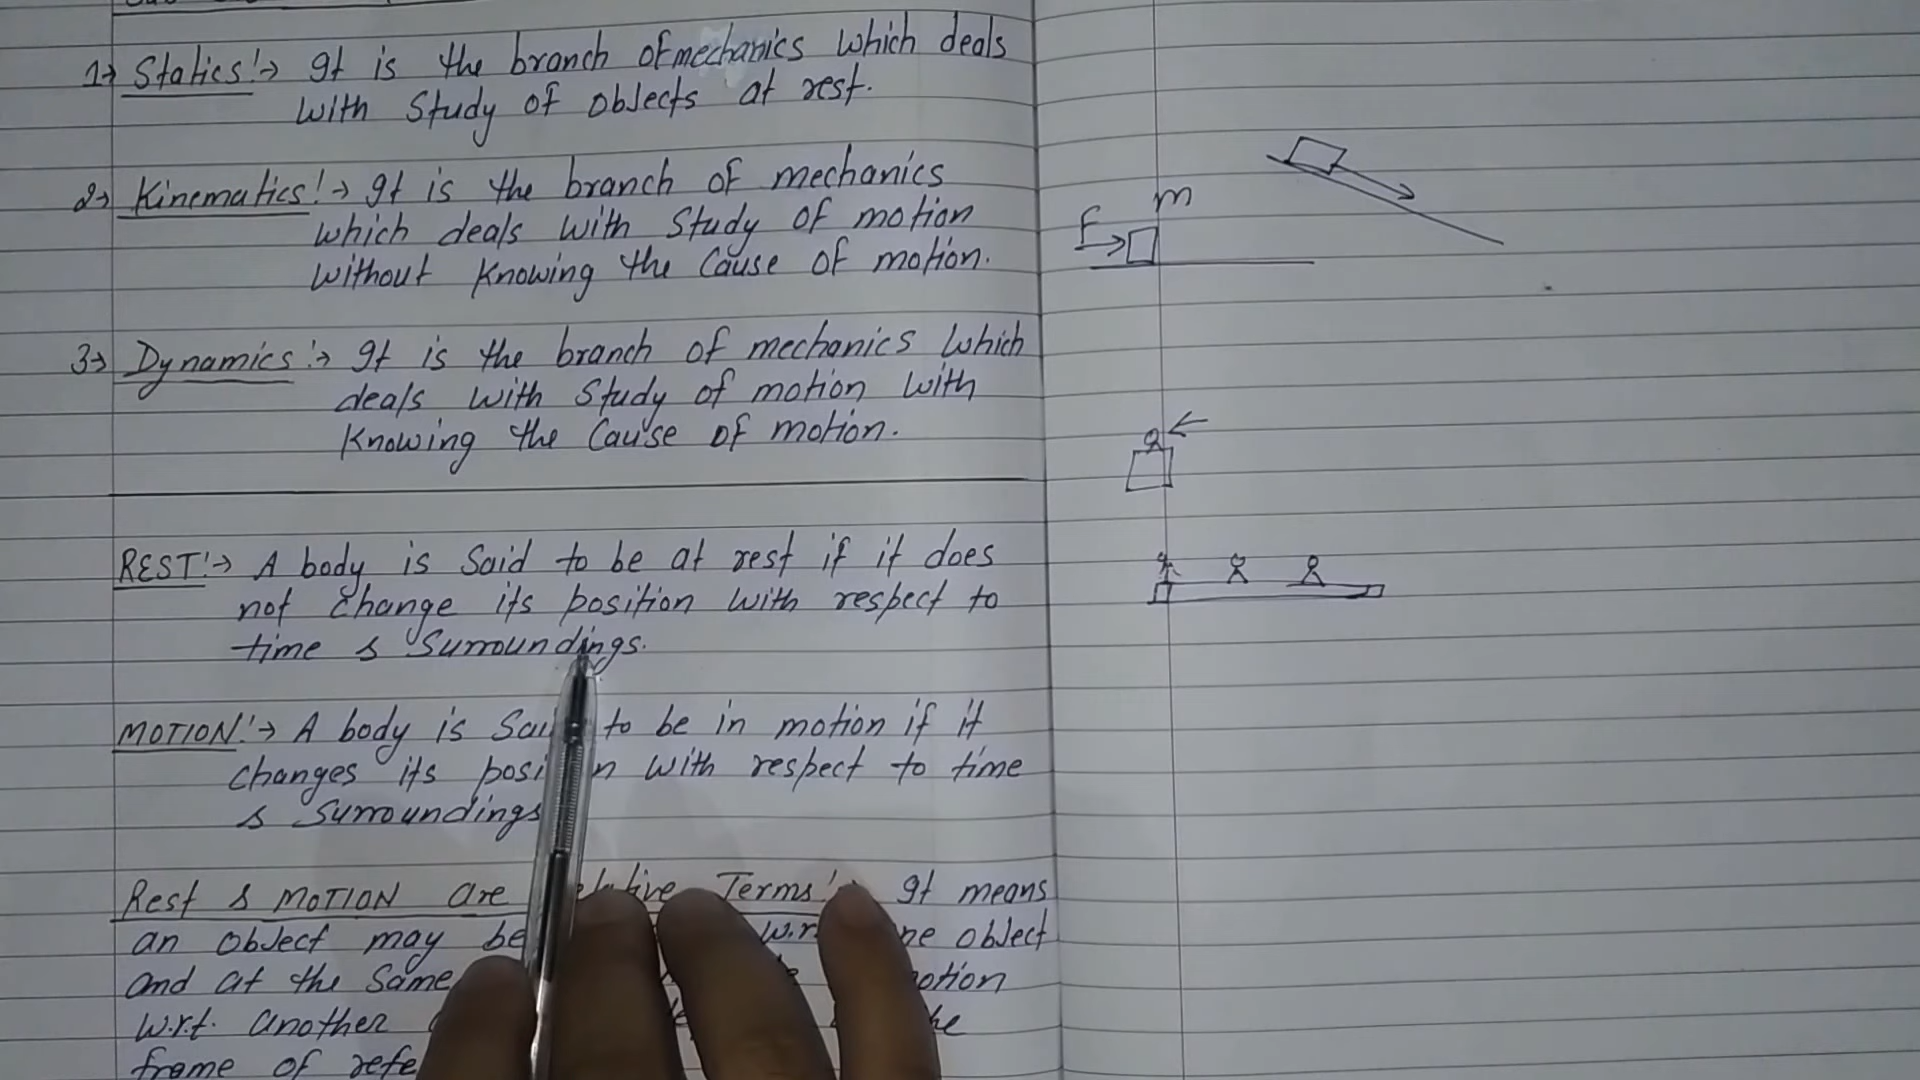 1→ Statics!→ It is the branch of mechanics which deals
with study of objects at rest.
2→ Kinematics!→ It is the branch of mechanics
which deals with study of motion
without knowing the cause of motion.
3→ Dynamics!→ It is the branch of mechanics which
deals with study of motion with
knowing the cause of motion.
REST!→ A body is said to be at rest if it does
not change its position with respect to
time & surroundings.
MOTION!→ A body is said to be in motion if it
changes its position with respect to time
& surroundings
Rest & MOTION are Terms! It means
an object may be w.r. object
and at the same
w.r.t. another
frame of
m
F